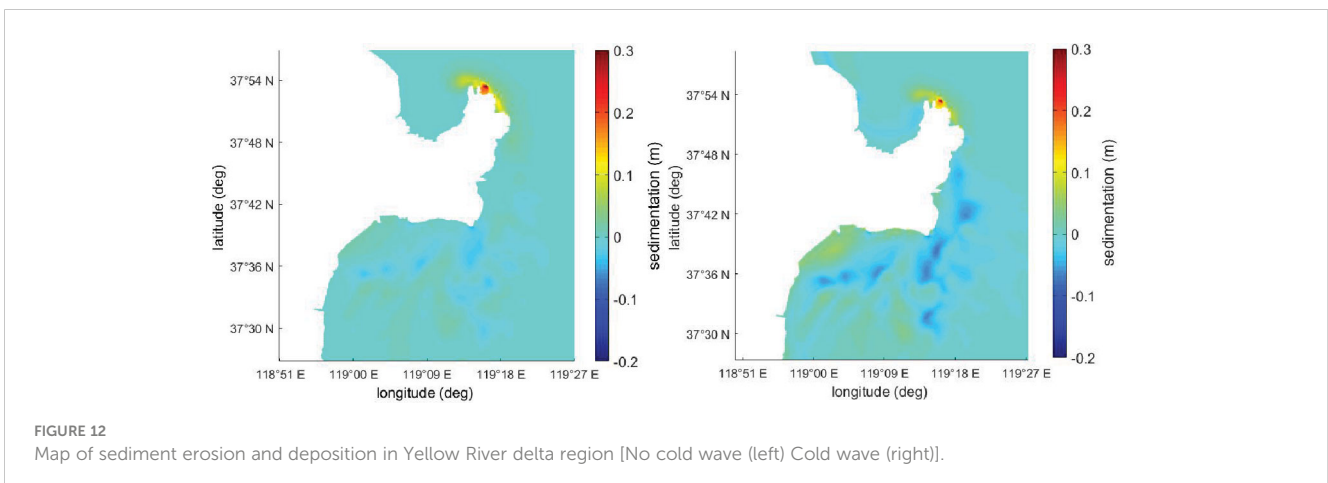 0.3
37°54 N
0.2
37°48 N
0.1
37°42 N
0
37°36 N
-0.1
37°30 N
-0.2
118°51 E 119°00 E 119°09 E 119°18 E 119°27 E
longitude (deg)
latitude (deg)
sedimentation (m)
0.3
37°54 N
0.2
37°48 N
0.1
37°42 N
0
37°36 N
-0.1
37°30 N
-0.2
118°51 E 119°00 E 119°09 E 119°18 E 119°27 E
longitude (deg)
latitude (deg)
sedimentation (m)
FIGURE 12
Map of sediment erosion and deposition in Yellow River delta region [No cold wave (left) Cold wave (right)].